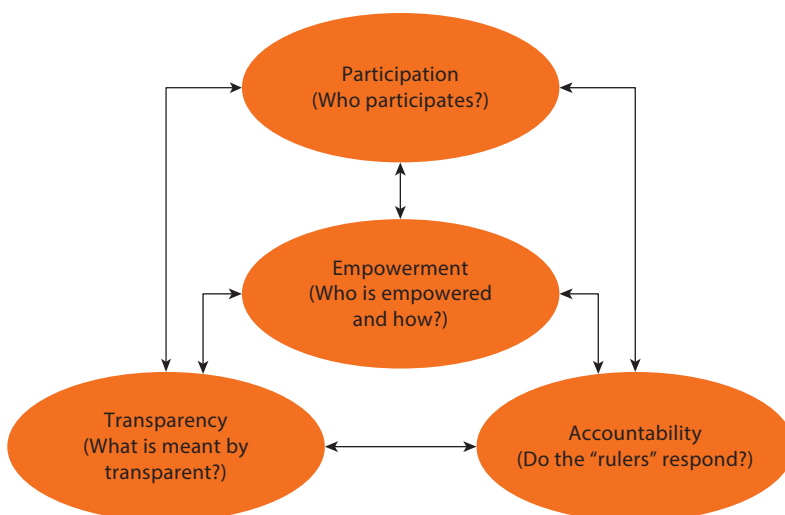 Participation
(Who participates?)
Empowerment
(Who is empowered
and how?)
Transparency
(What is meant by
transparent?)
Accountability
(Do the “rulers” respond?)